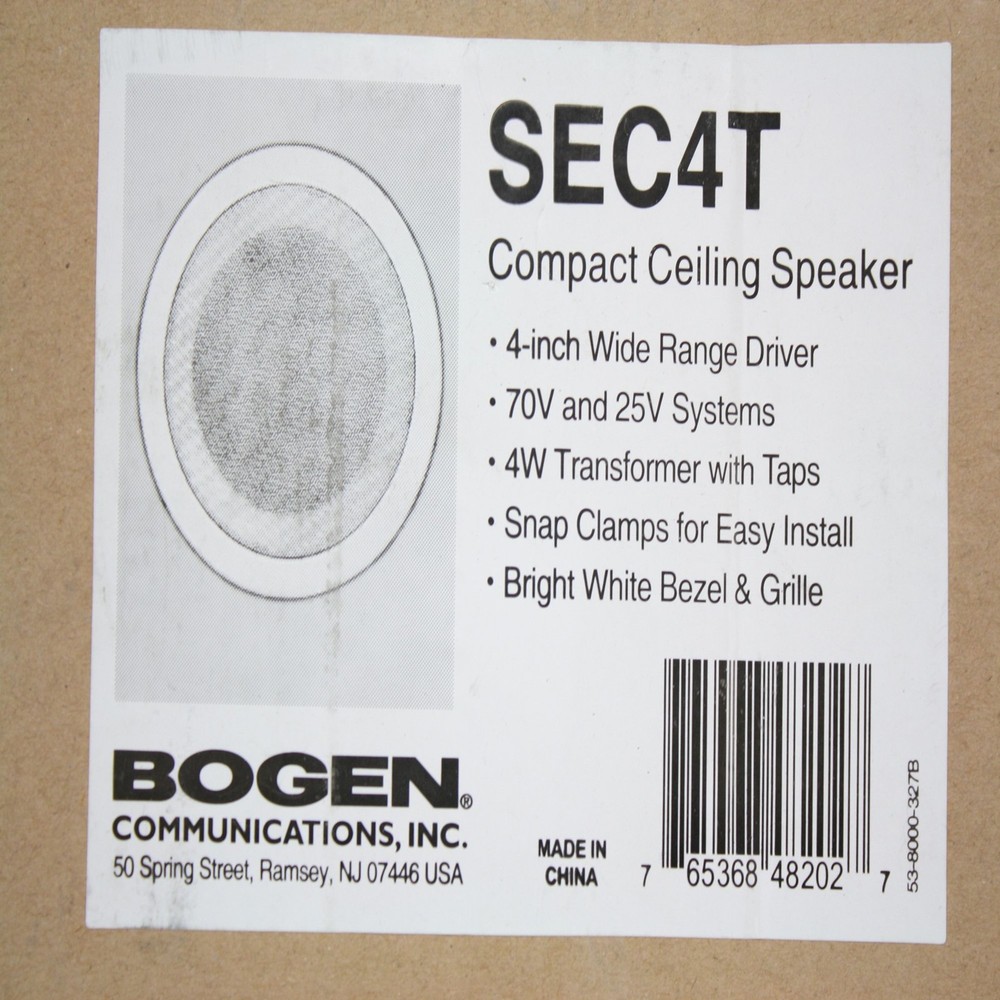 SEC4T
Compact Ceiling Speaker
• 4-inch Wide Range Driver
• 70V and 25V Systems
• 4W Transformer with Taps
• Snap Clamps for Easy Install
• Bright White Bezel & Grille
BOGEN®
COMMUNICATIONS, INC.
50 Spring Street, Ramsey, NJ 07446 USA
MADE IN
CHINA
7 65368 48202 7
53-8000-327B